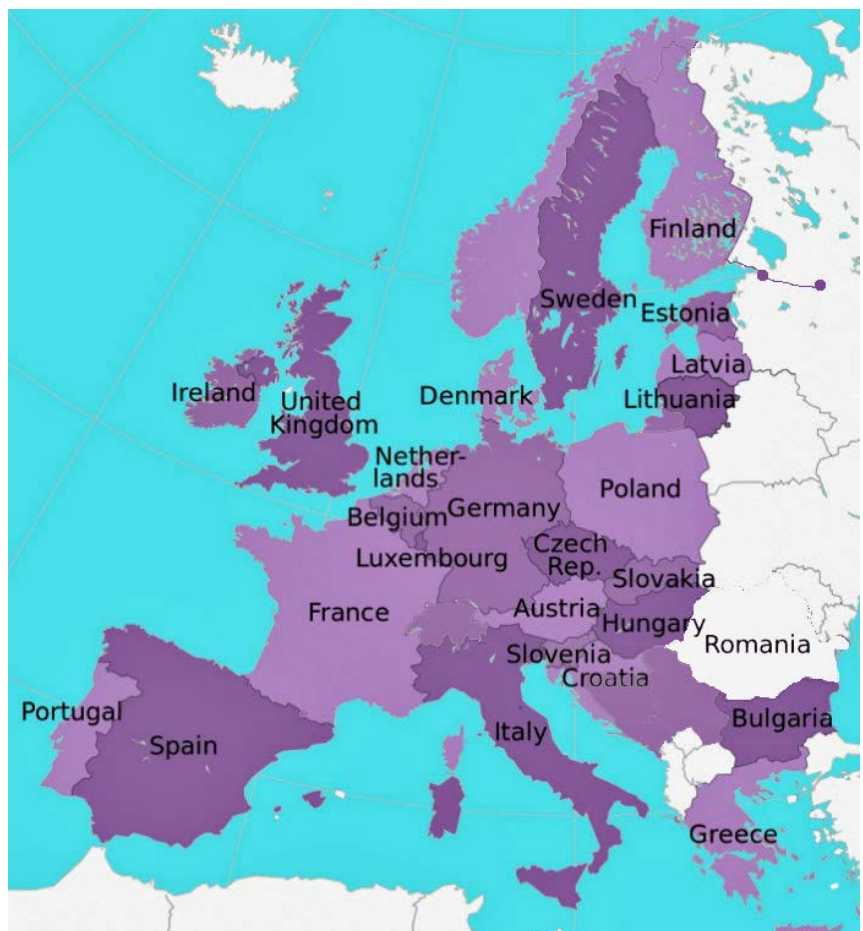 Finland
Sweden
Estonia
Latvia
Ireland
United
Kingdom
Denmark
Lithuania
Nether-
lands
Poland
Belgium
Germany
Luxembourg
Czech
Rep.
Slovakia
France
Austria
Hungary
Romania
Slovenia
Croatia
Portugal
Spain
Italy
Bulgaria
Greece